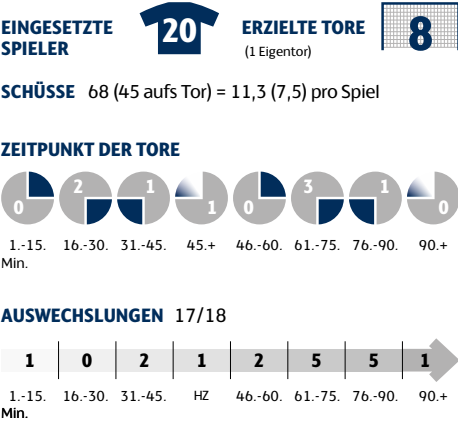 EINGESETZTE SPIELER 20 ERZIELTE TORE 8
(1 Eigentor)
SCHÜSSE 68 (45 aufs Tor) = 11,3 (7,5) pro Spiel
ZEITPUNKT DER TORE
0 2 1 1 0 3 1 0
1.-15. 16.-30. 31.-45. 45.+ 46.-60. 61.-75. 76.-90. 90.+
Min.
AUSWECHSLUNGEN 17/18
1 0 2 1 2 5 5 1
1.-15. 16.-30. 31.-45. HZ 46.-60. 61.-75. 76.-90. 90.+
Min.